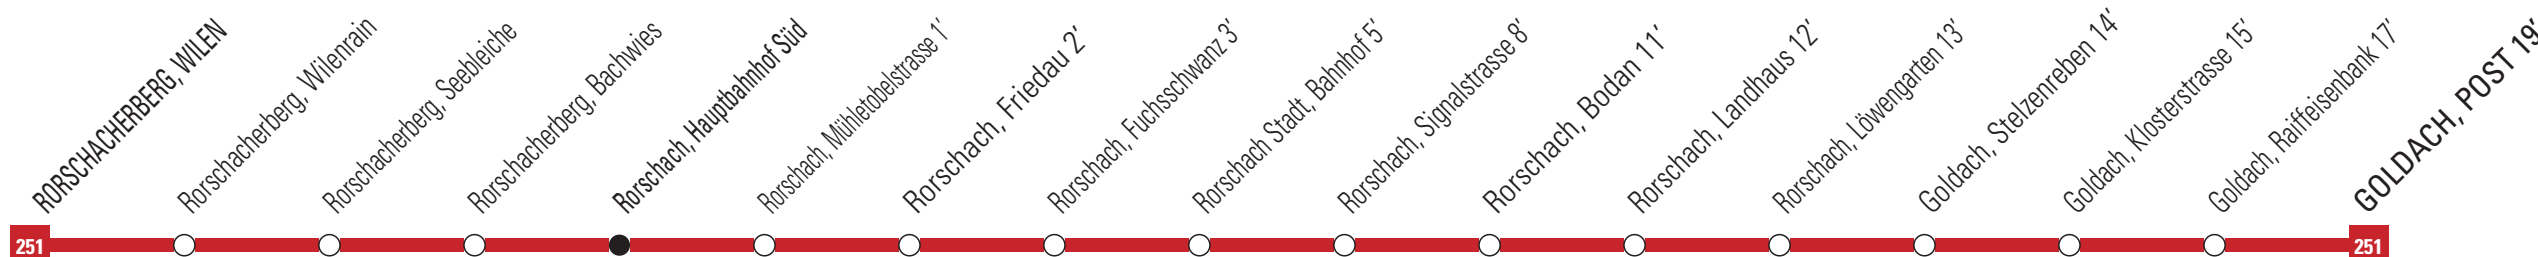 RORSCHACHERBERG, WILEN
Rorschacherberg, Wilenrain
Rorschacherberg, Seebleiche
Rorschacherberg, Bachwies
Rorschach, Hauptbahnhof Süd
Rorschach, Mühletobelstrasse 1'
Rorschach, Friedau 2'
Rorschach, Fuchsschwanz 3'
Rorschach Stadt, Bahnhof 5'
Rorschach, Signalstrasse 8'
Rorschach, Bodan 11'
Rorschach, Landhaus 12'
Rorschach, Löwengarten 13'
Goldach, Stelzenreben 14'
Goldach, Klosterstrasse 15'
Goldach, Raiffeisenbank 17'
GOLDACH, POST 19'
251
251